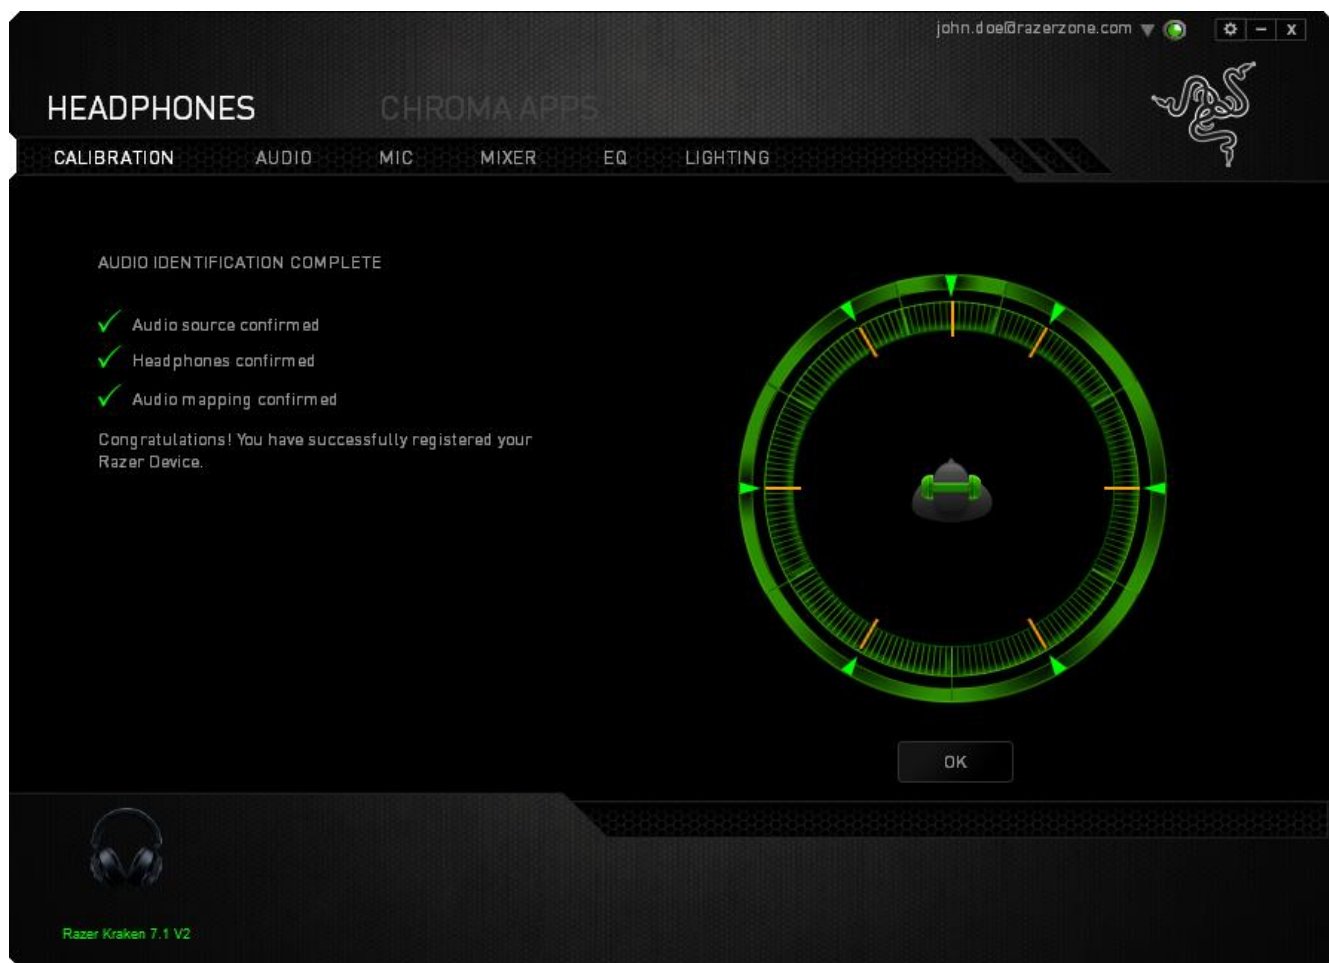 john.doe@razerzone.com
X
HEADPHONES
CHROMA APPS
CALIBRATION
AUDIO
MIC
MIXER
EQ
LIGHTING
AUDIO IDENTIFICATION COMPLETE
Audio source confirmed
Headphones confirmed
Audio mapping confirmed
Congratulations! You have successfully registered your
Razer Device.
OK
Razer Kraken 7.1 V2